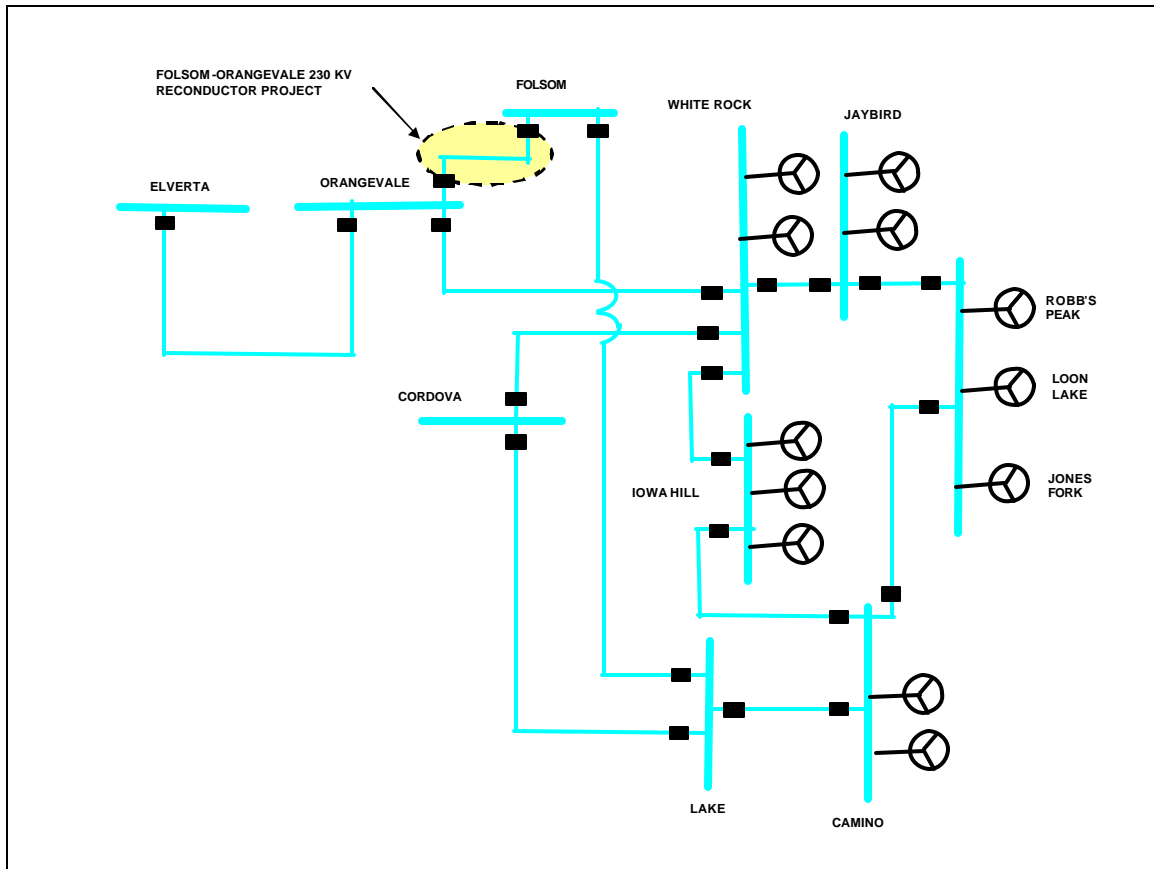 FOLSOM-ORANGEVALE 230 KV
RECONDUCTOR PROJECT
FOLSOM
WHITE ROCK
JAYBIRD
ELVERTA
ORANGEVALE
ROBB'S
PEAK
LOON
LAKE
CORDOVA
IOWA HILL
JONES
FORK
LAKE
CAMINO